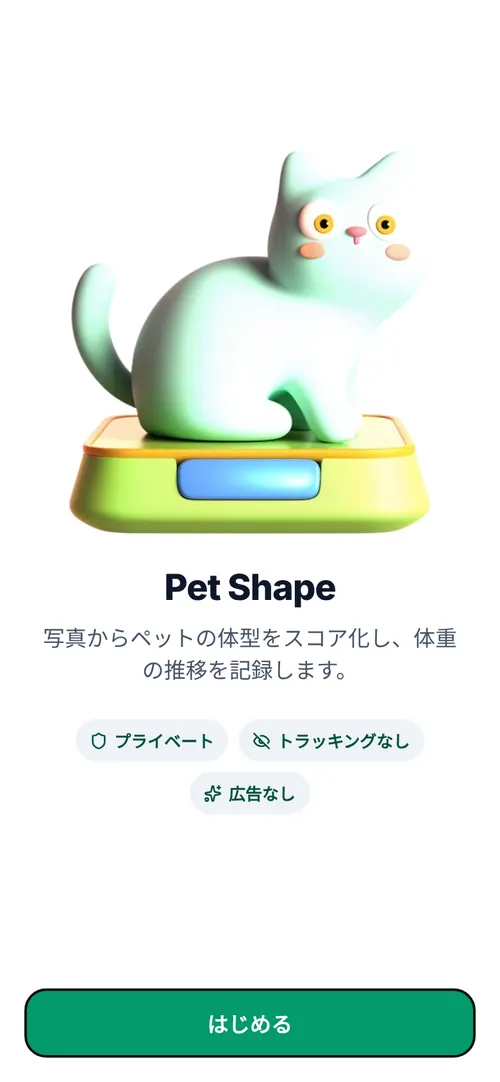 Pet Shape
写真からペットの体型をスコア化し、体重
の推移を記録します。
プライベート
トラッキングなし
広告なし
はじめる